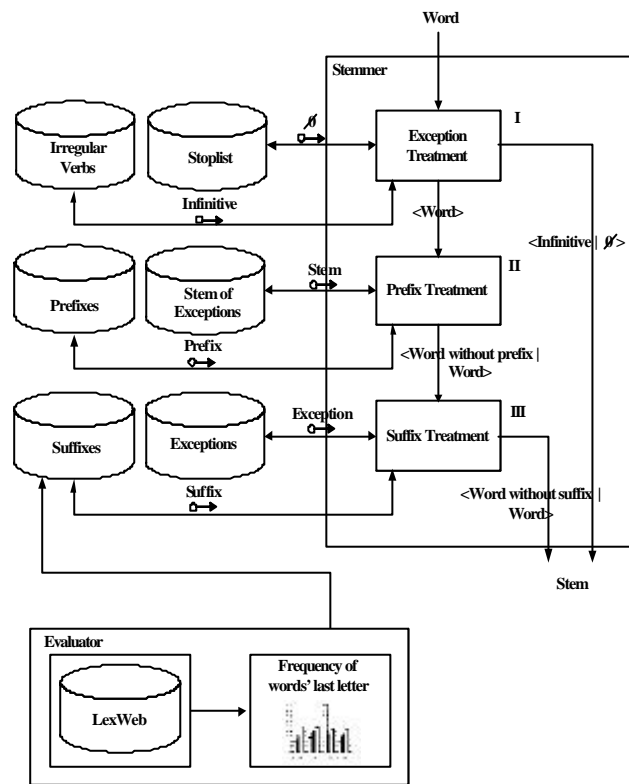 Word
Stemmer
I
Irregular
Verbs
Stoplist
Ø
Exception
Treatment
Infinitive
<Word>
<Infinitive | Ø >
II
Prefixes
Stem of
Exceptions
Stem
Prefix Treatment
Prefix
<Word without prefix |
Word>
III
Suffixes
Exceptions
Exception
Suffix Treatment
Suffix
<Word without suffix |
Word>
Stem
Evaluator
LexWeb
Frequency of
words' last letter